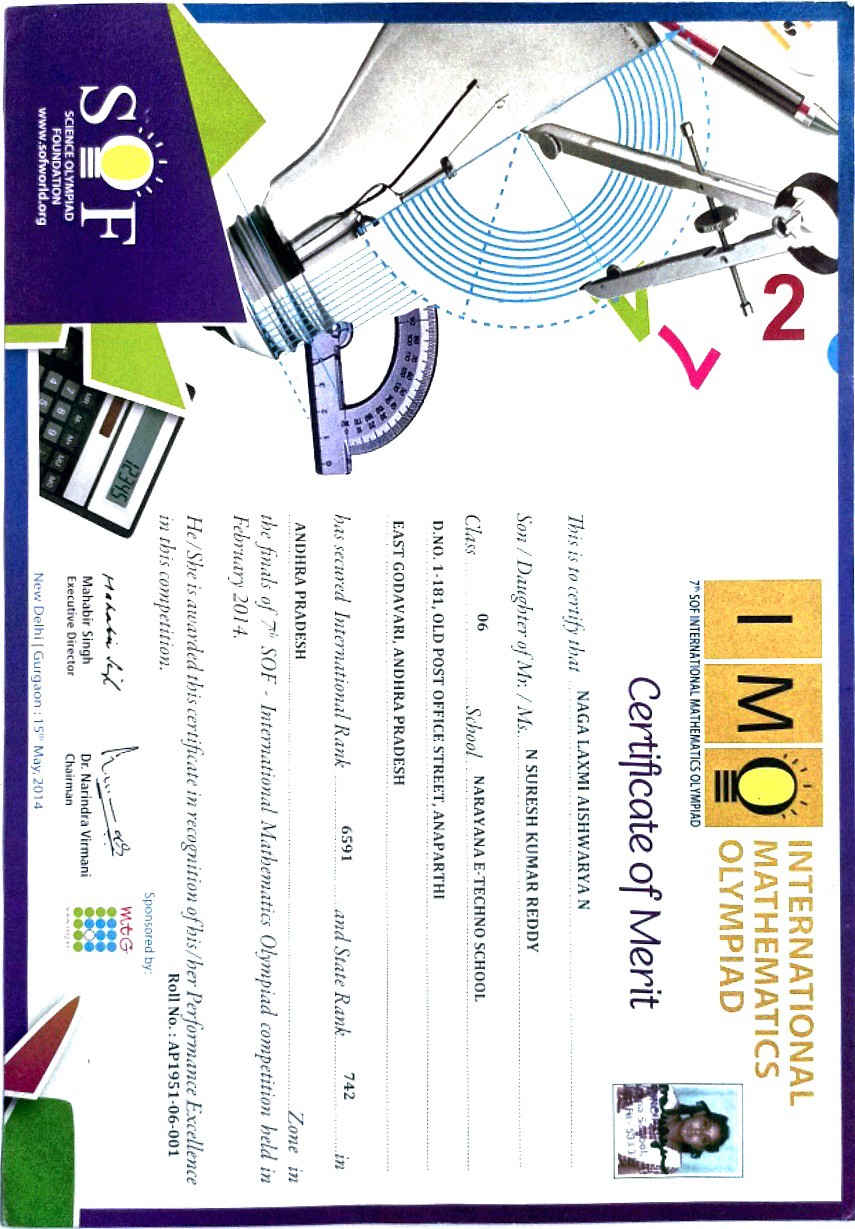 2
7
I M O
INTERNATIONAL
MATHEMATICS
OLYMPIAD
7th SOF INTERNATIONAL MATHEMATICS OLYMPIAD
Certificate of Merit
This is to certify that NAGA LAXMI AISHWARYA N
Son / Daughter of Mr. / Ms. N SURESH KUMAR REDDY
Class 06 School NARAYANA E-TECHNO SCHOOL
D.NO. 1-181, OLD POST OFFICE STREET, ANAPARTHI
EAST GODAVARI, ANDHRA PRADESH
has secured International Rank 6591 and State Rank 742 in
ANDHRA PRADESH Zone in
the finals of 7th SOF - International Mathematics Olympiad competition held in
February 2014.
He/She is awarded this certificate in recognition of his/her Performance Excellence
in this competition.
Roll No. : AP1951-06-001
Sponsored by:
mtG
Mahabir Singh
Mahabir Singh
Executive Director
Dr. Narindra Virmani
Chairman
New Delhi | Gurgaon : 15th May, 2014
SOF
SCIENCE OLYMPIAD
FOUNDATION
www.sofworld.org
12345